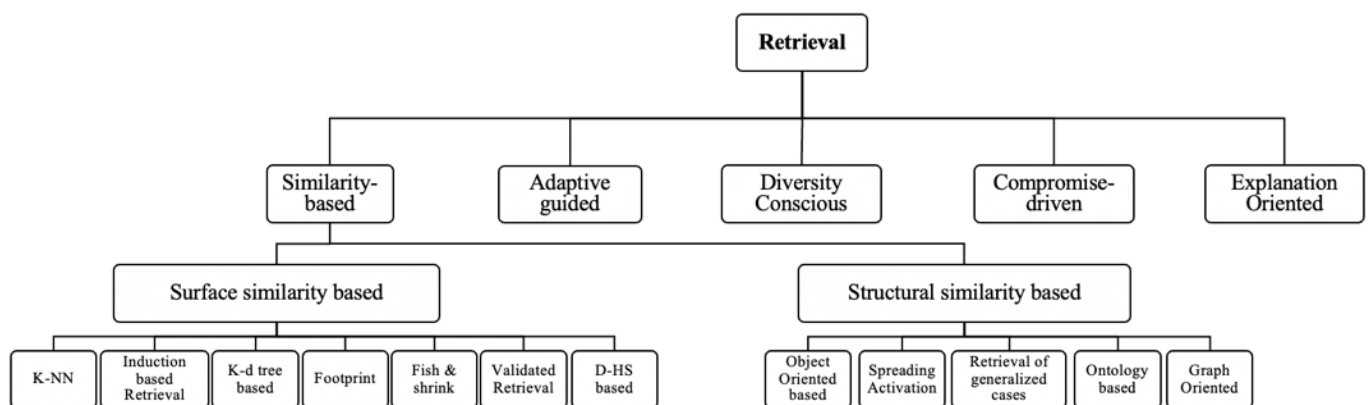 Retrieval
Similarity-
based
Adaptive
guided
Diversity
Conscious
Compromise-
driven
Explanation
Oriented
Surface similarity based
Structural similarity based
K-NN
Induction
based
Retrieval
K-d tree
based
Footprint
Fish &
shrink
Validated
Retrieval
D-HS
based
Object
Oriented
based
Spreading
Activation
Retrieval of
generalized
cases
Ontology
based
Graph
Oriented